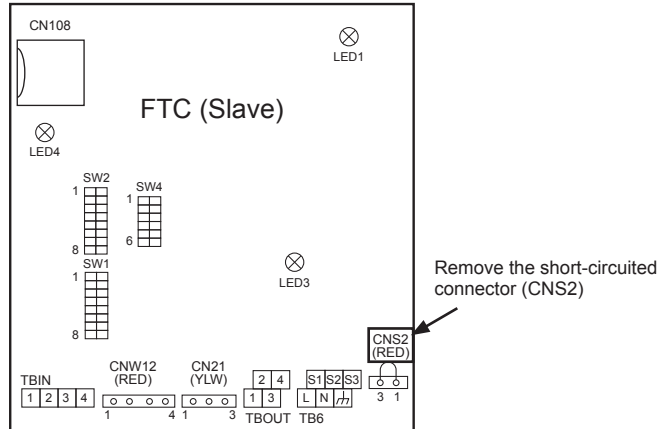 CN108
LED1
FTC (Slave)
LED4
SW2
1
8
SW4
1
6
SW1
1
8
LED3
Remove the short-circuited
connector (CNS2)
CNS2
(RED)
3 1
TBIN
1 2 3 4
CNW12
(RED)
1 4
CN21
(YLW)
1 3
2 4
1 3
TBOUT
S1 S2 S3
L N
TB6